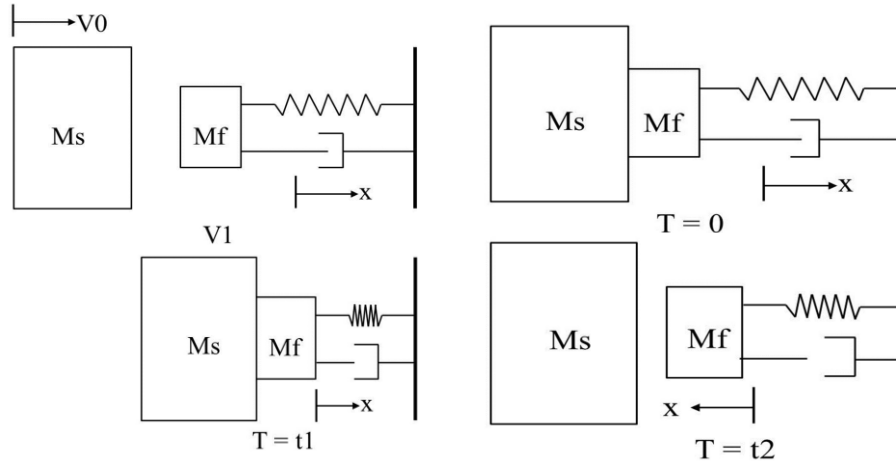 V0
Ms
Mf
x
Ms
Mf
x
T = 0
V1
Ms
Mf
x
T = t1
Ms
Mf
x
T = t2